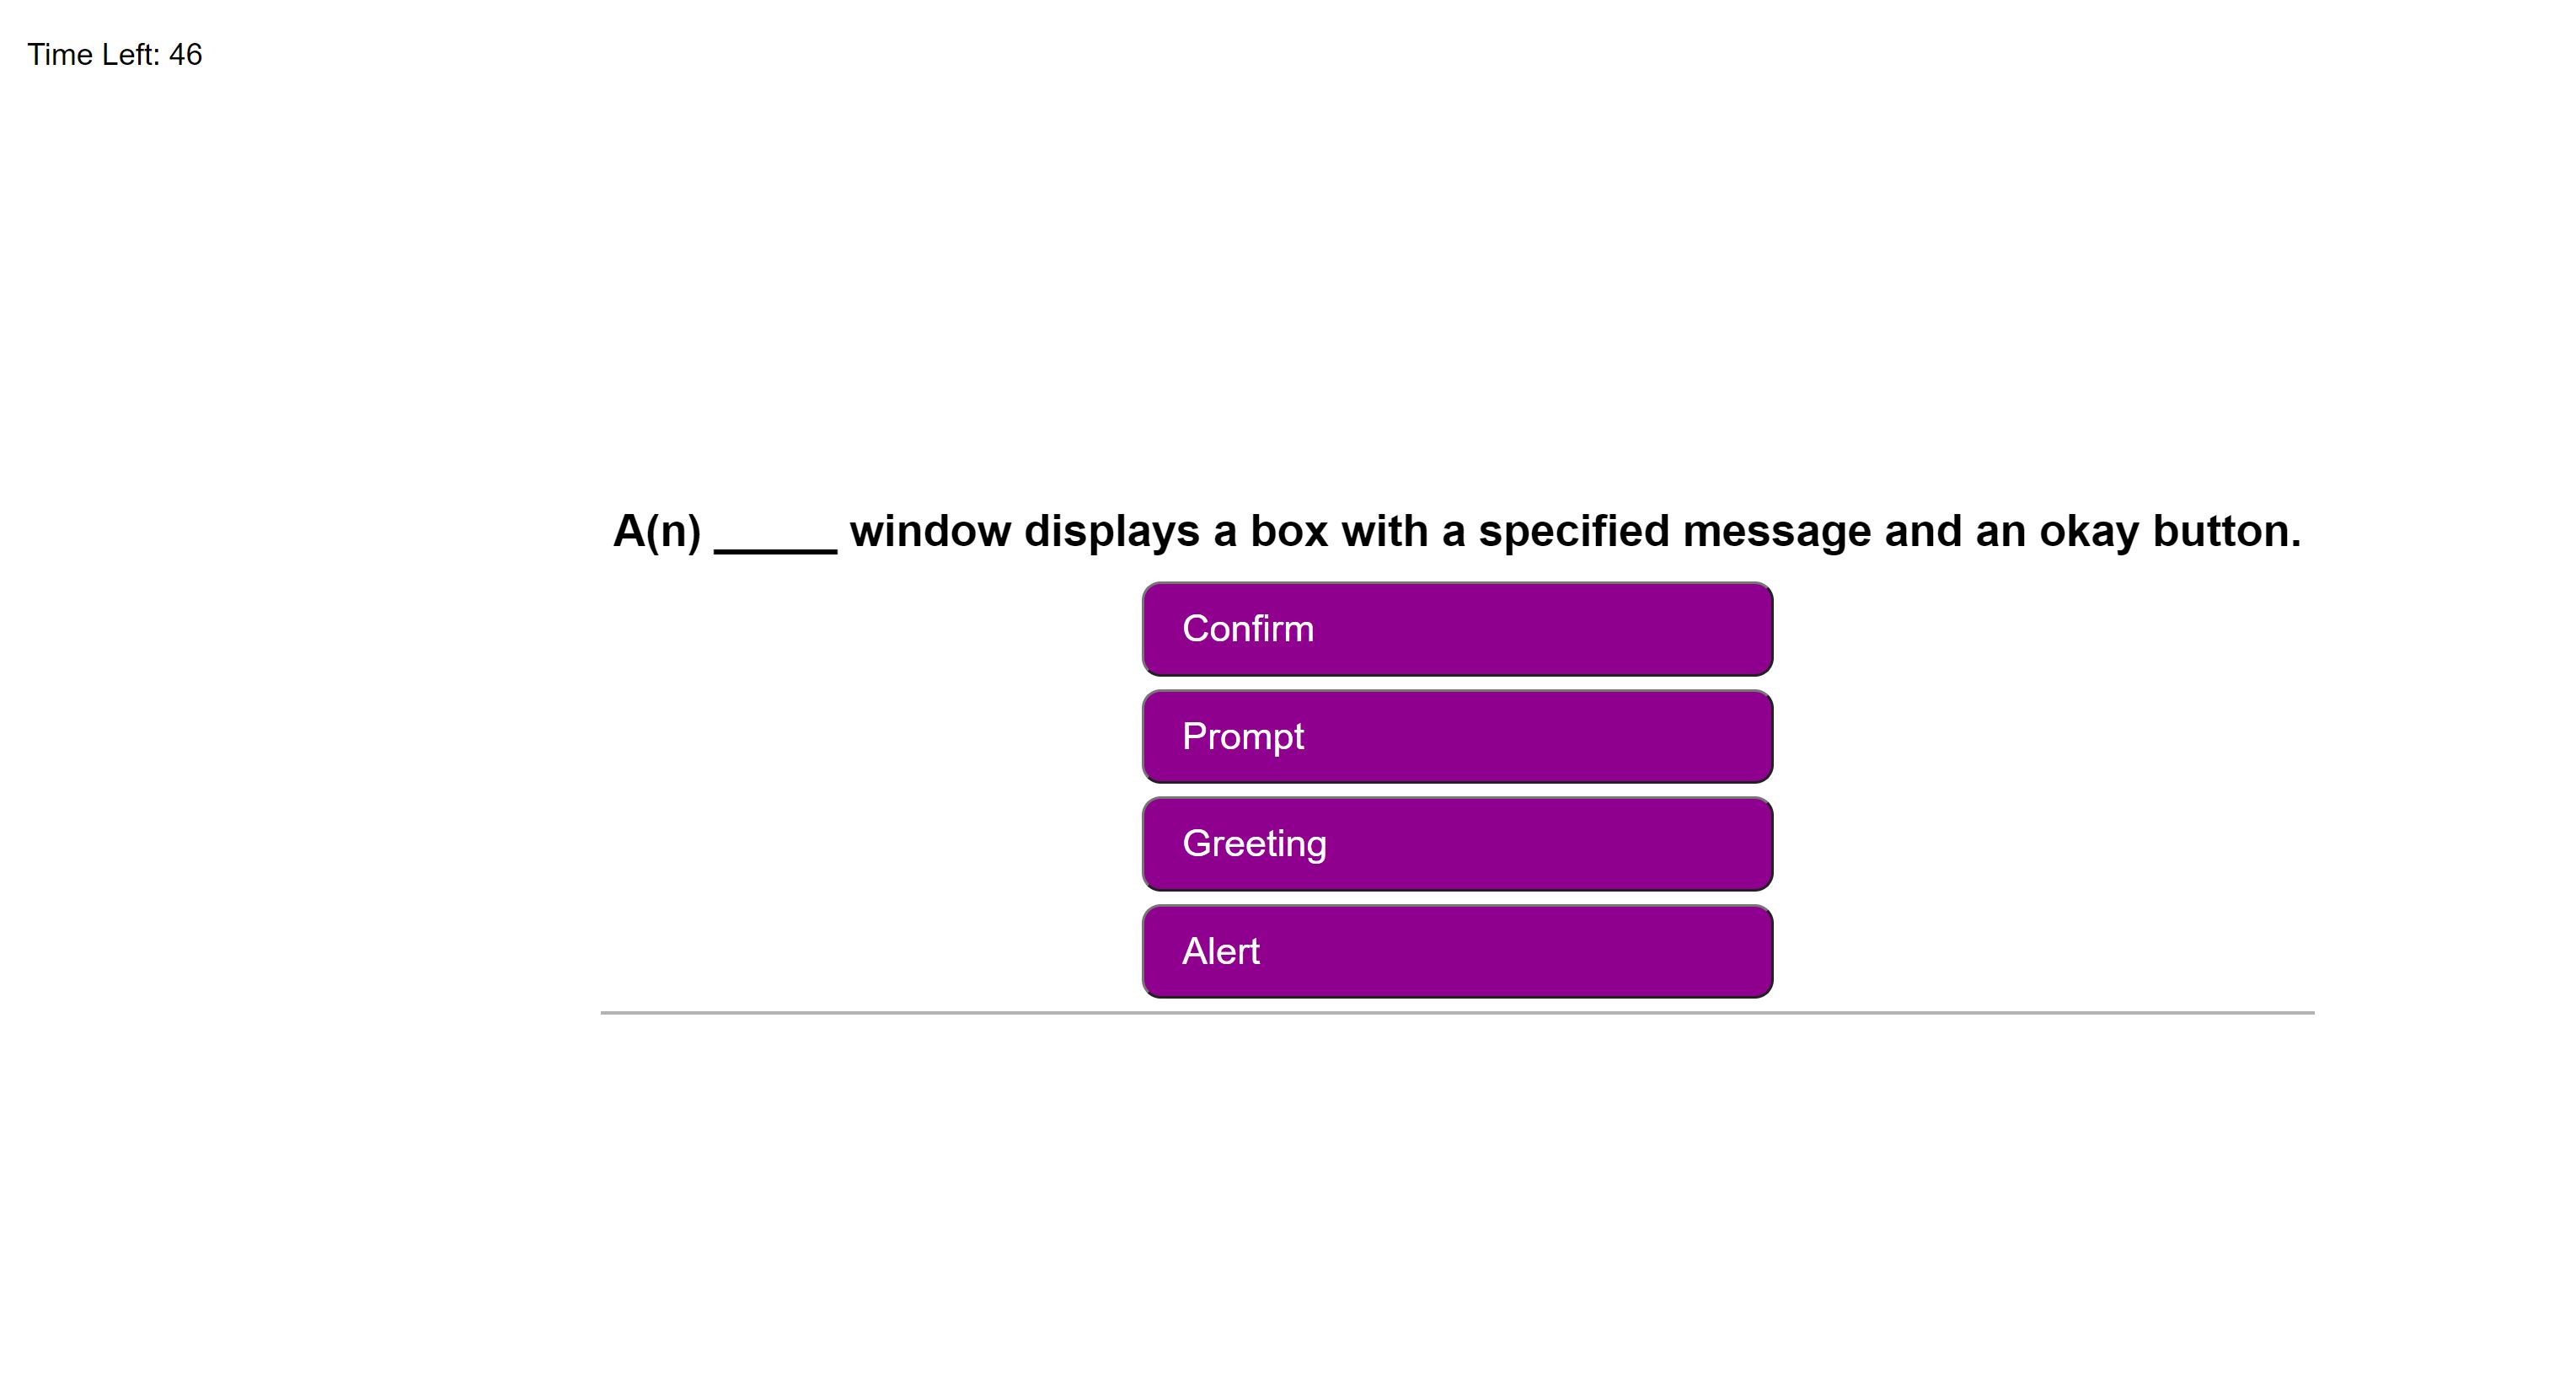 Time Left: 46
A(n) _____ window displays a box with a specified message and an okay button.
Confirm
Prompt
Greeting
Alert